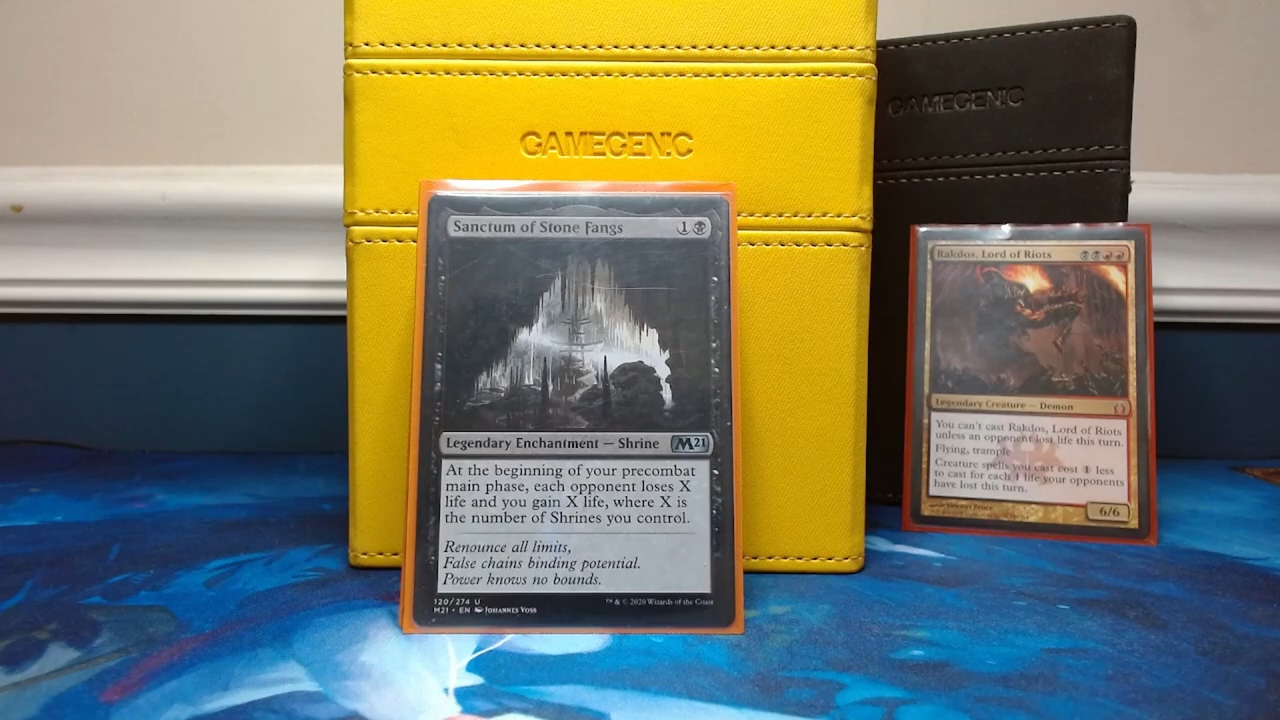 GAMEGENIC
GAMEGENIC
Sanctum of Stone Fangs 1
Legendary Enchantment — Shrine M21
At the beginning of your precombat
main phase, each opponent loses X
life and you gain X life, where X is
the number of Shrines you control.
Renounce all limits,
False chains binding potential.
Power knows no bounds.
120/274 U
M21 • EN Johannes Voss
™ & © 2020 Wizards of the Coast
Rakdos, Lord of Riots
Legendary Creature — Demon
You can't cast Rakdos, Lord of Riots
unless an opponent lost life this turn.
Flying, trample
Creature spells you cast cost 1 less
to cast for each 1 life your opponents
have lost this turn.
6/6